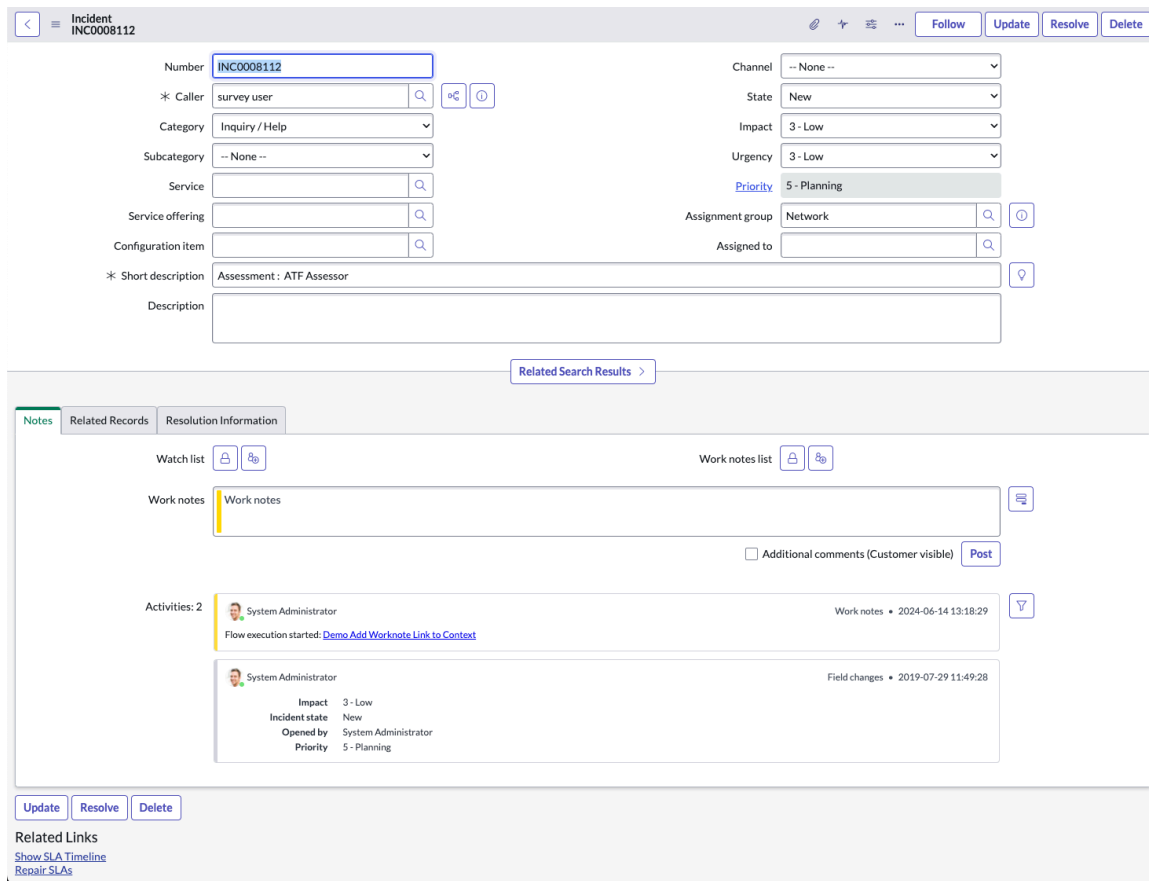 Incident
INC0008112
Follow Update Resolve Delete
Number INC0008112 Channel -- None --
Caller survey user State New
Category Inquiry / Help Impact 3 - Low
Subcategory -- None -- Urgency 3 - Low
Service Priority 5 - Planning
Service offering Assignment group Network
Configuration item Assigned to
Short description Assessment : ATF Assessor
Description
Related Search Results
Notes Related Records Resolution Information
Watch list Work notes list
Work notes Work notes
Additional comments (Customer visible) Post
Activities: 2 System Administrator Work notes • 2024-06-14 13:18:29
Flow execution started: Demo Add Worknote Link to Context
System Administrator Field changes • 2019-07-29 11:49:28
Impact 3 - Low
Incident state New
Opened by System Administrator
Priority 5 - Planning
Update Resolve Delete
Related Links
Show SLA Timeline
Repair SLAs